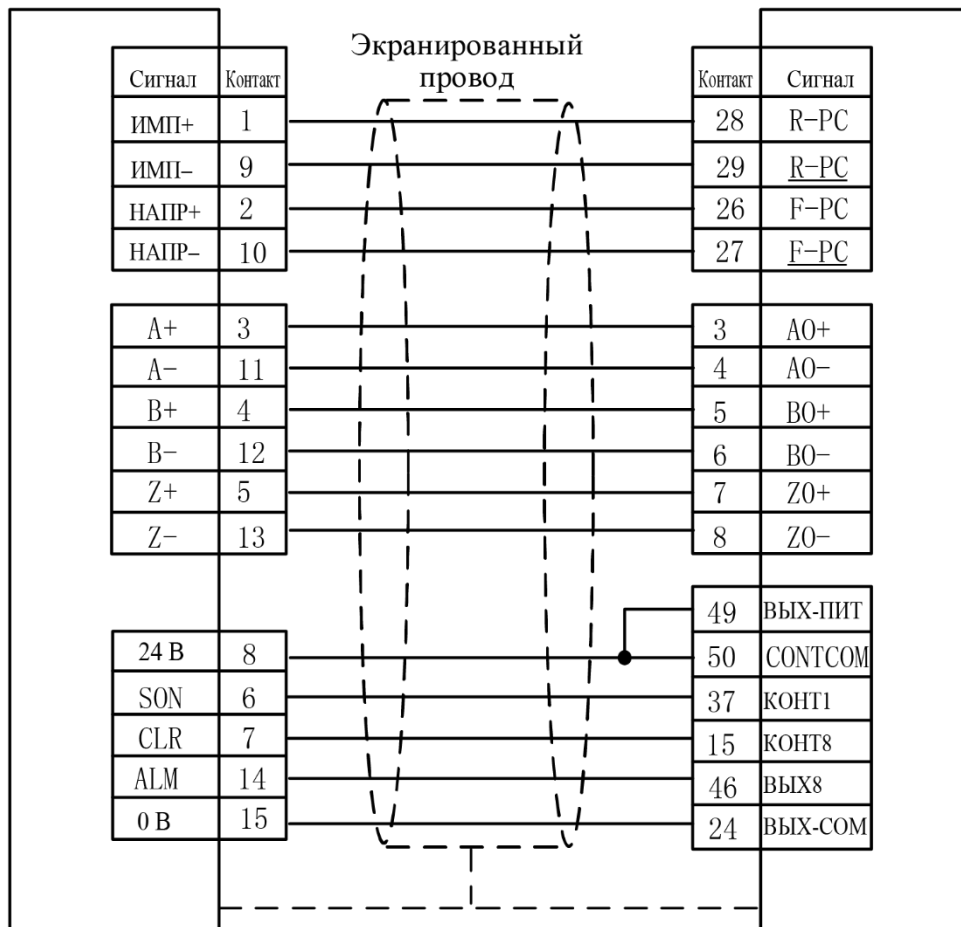 Экранированный
провод
Сигнал Контакт Контакт Сигнал
ИМП+ 1 28 R-PC
ИМП– 9 29 R-PC
НАПР+ 2 26 F-PC
НАПР– 10 27 F-PC
A+ 3 3 AO+
A- 11 4 AO-
B+ 4 5 BO+
B- 12 6 BO-
Z+ 5 7 ZO+
Z- 13 8 ZO-
49 ВЫХ-ПИТ
24 В 8 50 CONTCOM
SON 6 37 КОНТ1
CLR 7 15 КОНТ8
ALM 14 46 ВЫХ8
0 В 15 24 ВЫХ-COM